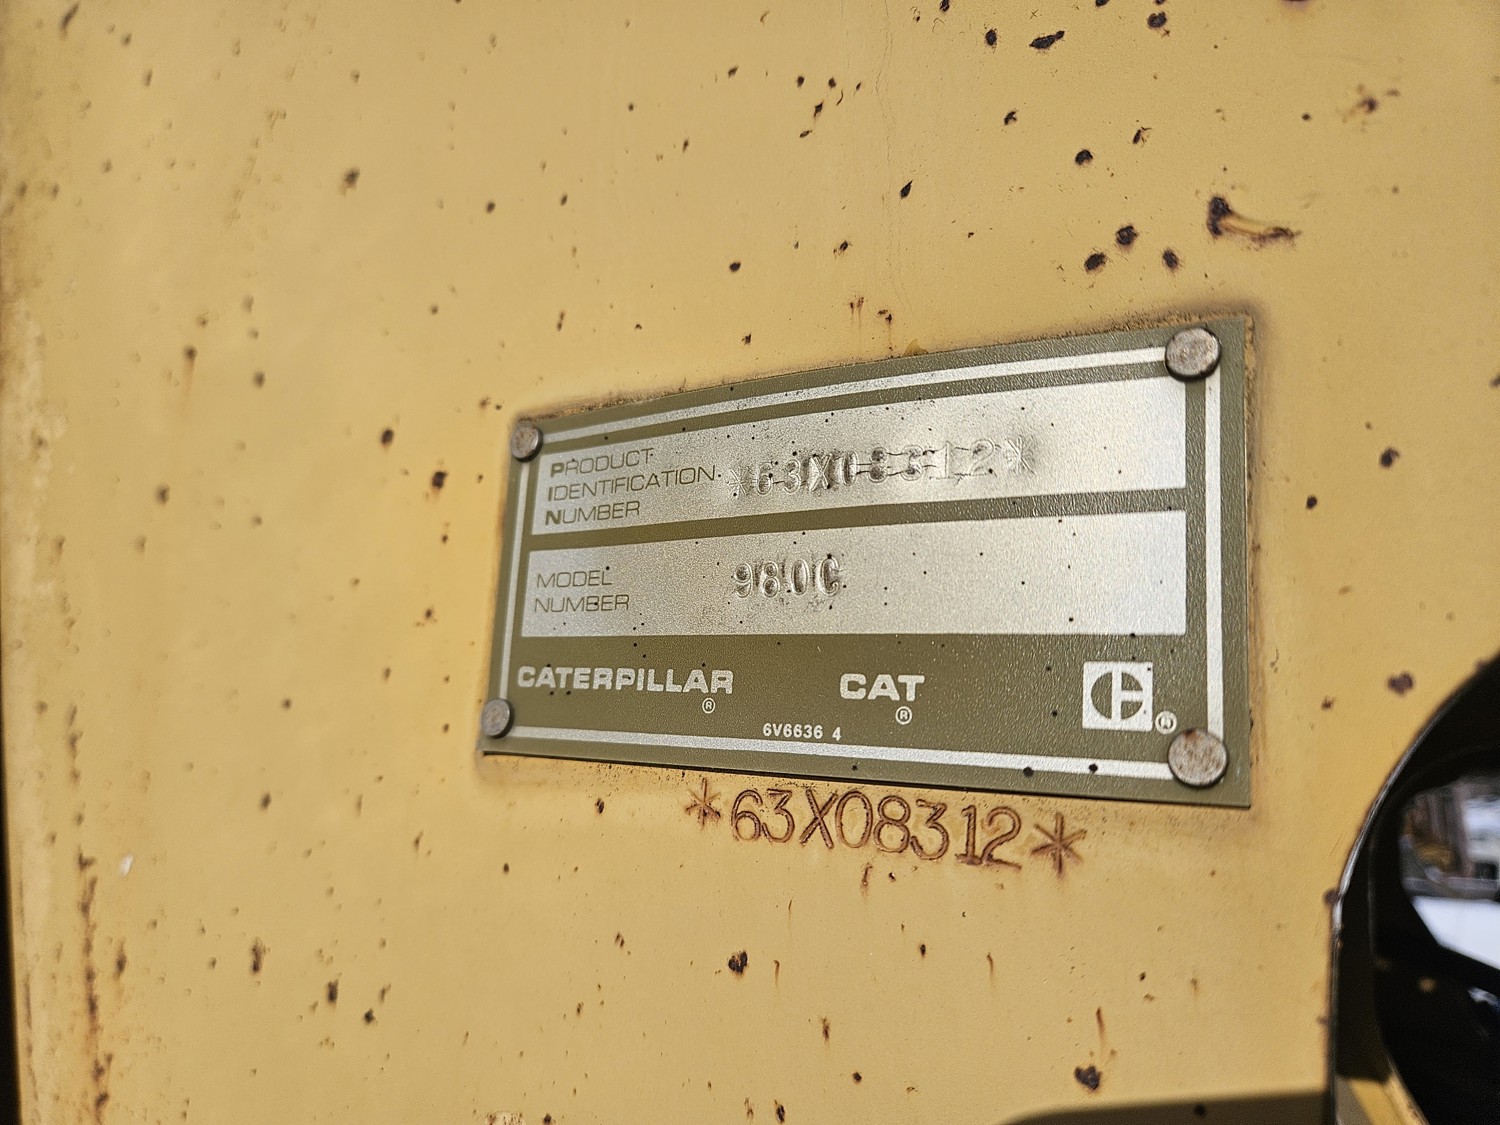 PRODUCT
IDENTIFICATION
NUMBER
*63X08312*
MODEL
NUMBER
980C
CATERPILLAR
®
CAT
®
C
®
6V6636 4
*63X08312*